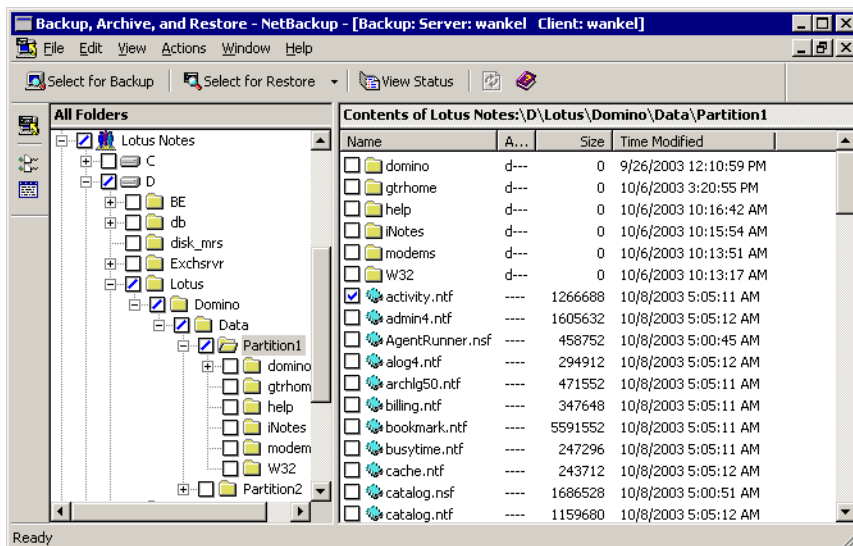 Backup, Archive, and Restore - NetBackup - [Backup: Server: wankel Client: wankel]
File Edit View Actions Window Help
Select for Backup Select for Restore View Status
All Folders
Lotus Notes
C
D
BE
db
disk_mrs
Exchsrvr
Lotus
Domino
Data
Partition1
domino
gtrhom
help
iNotes
modem
W32
Partition2
Contents of Lotus Notes:\D\Lotus\Domino\Data\Partition1
Name A... Size Time Modified
domino d--- 0 9/26/2003 12:10:59 PM
gtrhome d--- 0 10/6/2003 3:20:55 PM
help d--- 0 10/6/2003 10:16:42 AM
iNotes d--- 0 10/6/2003 10:15:54 AM
modems d--- 0 10/6/2003 10:13:51 AM
W32 d--- 0 10/6/2003 10:13:17 AM
activity.ntf ---- 1266688 10/8/2003 5:05:11 AM
admin4.ntf ---- 1605632 10/8/2003 5:05:12 AM
AgentRunner.nsf ---- 458752 10/8/2003 5:00:45 AM
alog4.ntf ---- 294912 10/8/2003 5:05:12 AM
archlg50.ntf ---- 471552 10/8/2003 5:05:11 AM
billing.ntf ---- 347648 10/8/2003 5:05:11 AM
bookmark.ntf ---- 5591552 10/8/2003 5:05:11 AM
busytime.ntf ---- 247296 10/8/2003 5:05:11 AM
cache.ntf ---- 243712 10/8/2003 5:05:12 AM
catalog.nsf ---- 1686528 10/8/2003 5:00:51 AM
catalog.ntf ---- 1159680 10/8/2003 5:05:12 AM
Ready